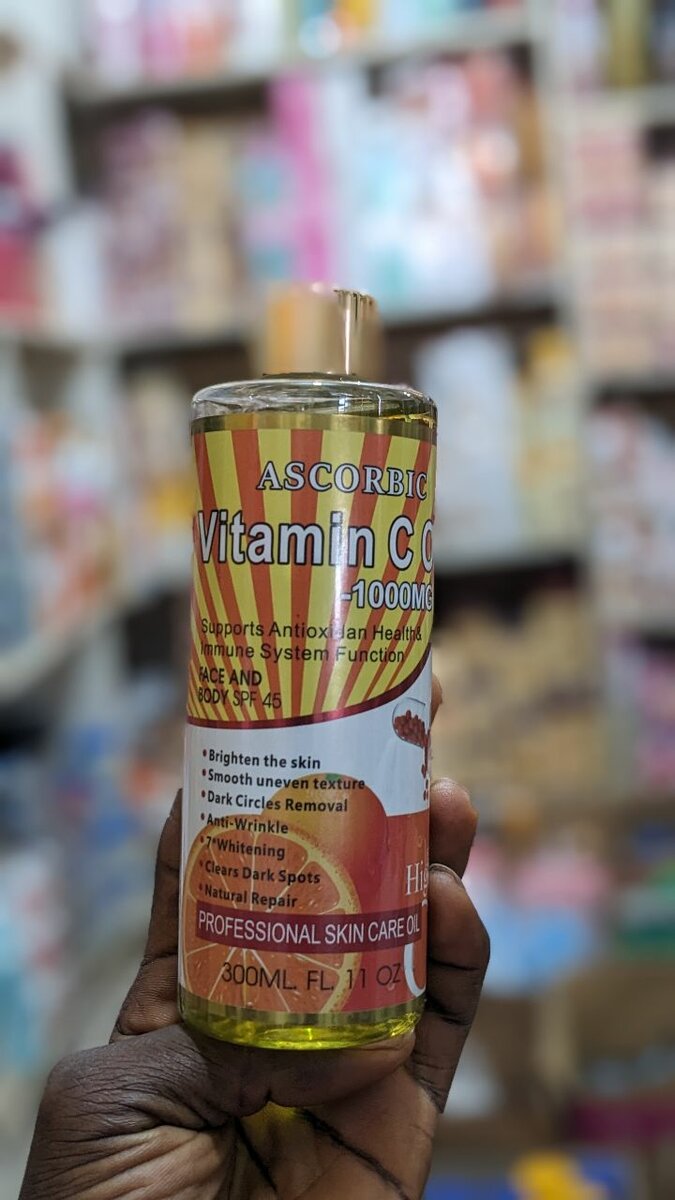 ASCORBIC
Vitamin C
-1000MG
Supports Antioxidan Health&
Immune System Function
FACE AND
BODY SPF 45
•Brighten the skin
•Smooth uneven texture
•Dark Circles Removal
•Anti-Wrinkle
•7*Whitening
•Clears Dark Spots
•Natural Repair
PROFESSIONAL SKIN CARE OIL
300ML. FL. 11 OZ